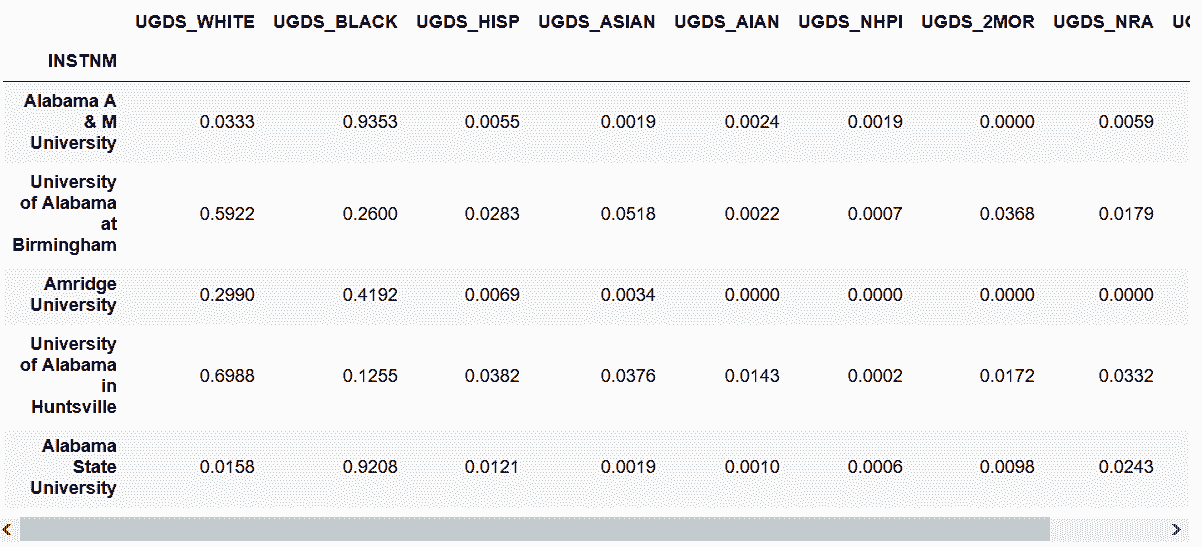 UGDS_WHITE UGDS_BLACK UGDS_HISP UGDS_ASIAN UGDS_AIAN UGDS_NHPI UGDS_2MOR UGDS_NRA
INSTNM
Alabama A
& M 0.0333 0.9353 0.0055 0.0019 0.0024 0.0019 0.0000 0.0059
University
University
of Alabama 0.5922 0.2600 0.0283 0.0518 0.0022 0.0007 0.0368 0.0179
at
Birmingham
Amridge 0.2990 0.4192 0.0069 0.0034 0.0000 0.0000 0.0000 0.0000
University
University
of Alabama 0.6988 0.1255 0.0382 0.0376 0.0143 0.0002 0.0172 0.0332
in
Huntsville
Alabama
State 0.0158 0.9208 0.0121 0.0019 0.0010 0.0006 0.0098 0.0243
University